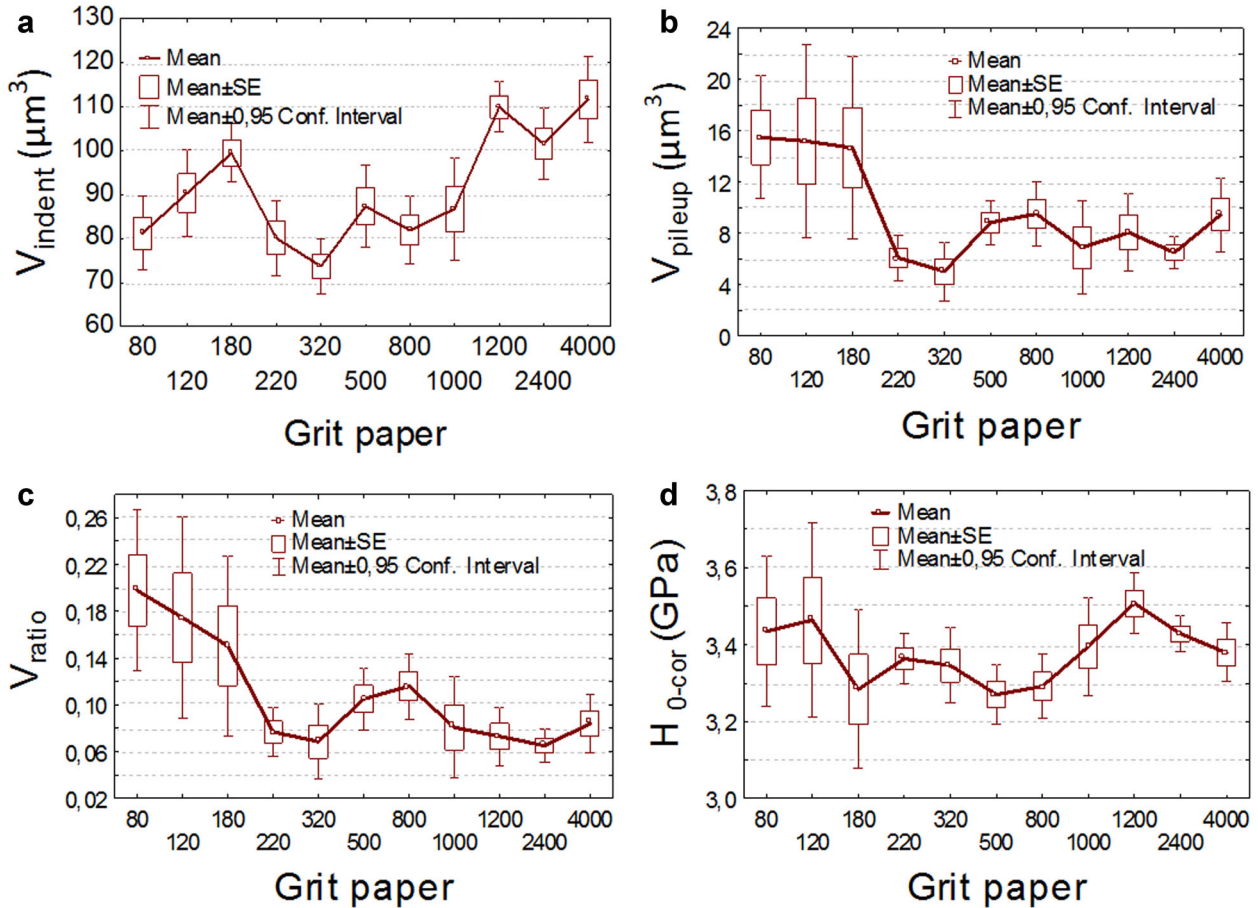 a
130
120
110
100
90
80
70
60
V indent (μm³)
Mean
Mean±SE
Mean±0,95 Conf. Interval
80 180 320 800 1200 4000
120 220 500 1000 2400
Grit paper
b
24
20
16
12
8
4
0
V pileup (μm³)
Mean
Mean±SE
Mean±0,95 Conf. Interval
80 180 320 800 1200 4000
120 220 500 1000 2400
Grit paper
c
0,26
0,22
0,18
0,14
0,10
0,06
0,02
V ratio
Mean
Mean±SE
Mean±0,95 Conf. Interval
80 180 320 800 1200 4000
120 220 500 1000 2400
Grit paper
d
3,8
3,6
3,4
3,2
3,0
H 0-cor (GPa)
Mean
Mean±SE
Mean±0,95 Conf. Interval
80 180 320 800 1200 4000
120 220 500 1000 2400
Grit paper